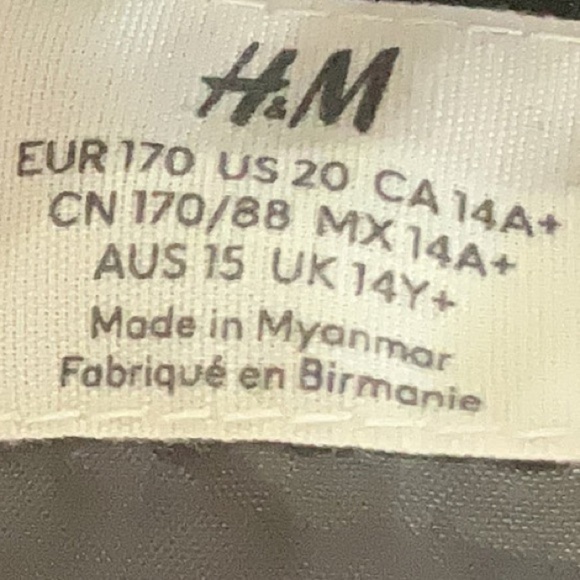 H&M
EUR 170 US 20 CA 14A+
CN 170/88 MX 14A+
AUS 15 UK 14Y+
Made in Myanmar
Fabriqué en Birmanie